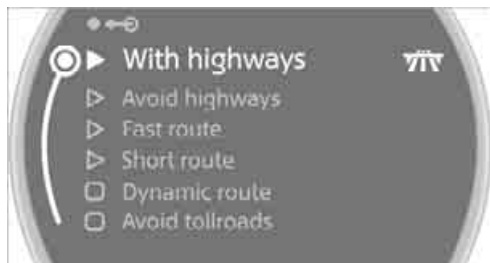 With highways
Avoid highways
Fast route
Short route
Dynamic route
Avoid tollroads